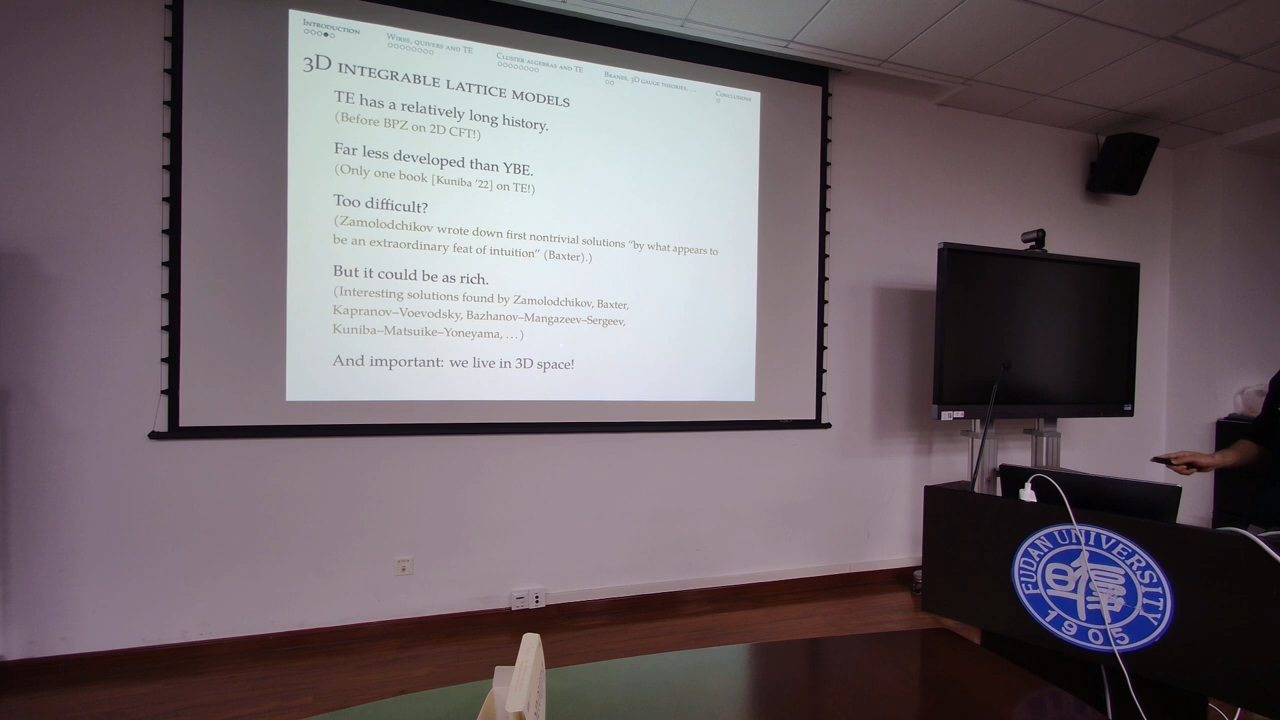 Introduction
Wires, quivers and TE
Cluster algebras and TE
Branes, 3D gauge theories, ...
Conclusions
3D integrable lattice models
TE has a relatively long history.
(Before BPZ on 2D CFT!)
Far less developed than YBE.
(Only one book [Kuniba '22] on TE!)
Too difficult?
(Zamolodchikov wrote down first nontrivial solutions "by what appears to
be an extraordinary feat of intuition" (Baxter).)
But it could be as rich.
(Interesting solutions found by Zamolodchikov, Baxter,
Kapranov–Voevodsky, Bazhanov–Mangazeev–Sergeev,
Kuniba–Matsuike–Yoneyama, ...)
And important: we live in 3D space!
FUDAN UNIVERSITY
1905